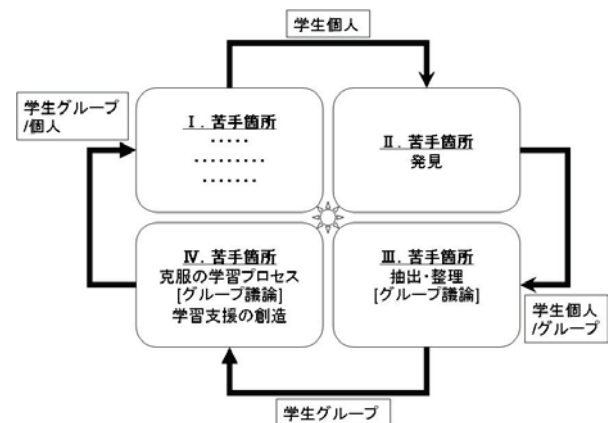 学生個人
学生グループ
/個人
Ⅰ. 苦手箇所
・・・・・
・・・・・・・・・
・・・・・・・
Ⅱ. 苦手箇所
発見
Ⅳ. 苦手箇所
克服の学習プロセス
[グループ議論]
学習支援の創造
Ⅲ. 苦手箇所
抽出・整理
[グループ議論]
学生個人
/グループ
学生グループ